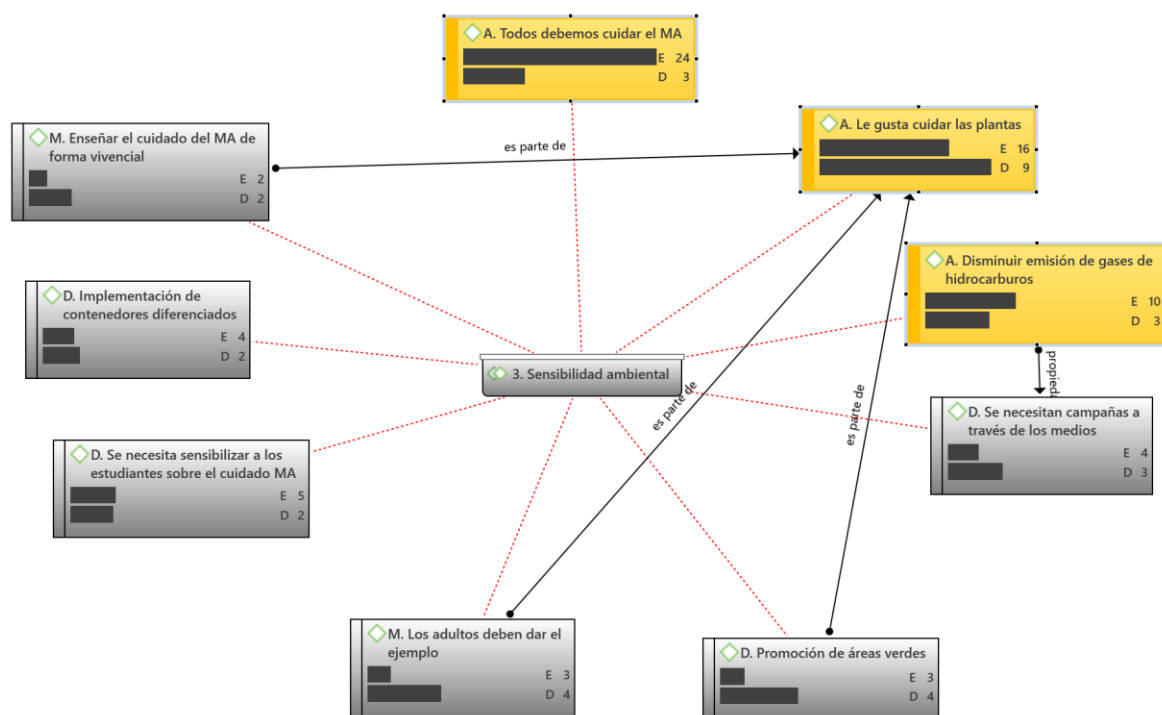 A. Todos debemos cuidar el MA
E 24
D 3
A. Le gusta cuidar las plantas
E 16
D 9
M. Enseñar el cuidado del MA de
forma vivencial
E 2
D 2
es parte de
A. Disminuir emisión de gases de
hidrocarburos
E 10
D 3
D. Implementación de
contenedores diferenciados
E 4
D 2
3. Sensibilidad ambiental
propieda
es parte de
es parte de
D. Se necesitan campañas a
través de los medios
E 4
D 3
D. Se necesita sensibilizar a los
estudiantes sobre el cuidado MA
E 5
D 2
M. Los adultos deben dar el
ejemplo
E 3
D 4
D. Promoción de áreas verdes
E 3
D 4